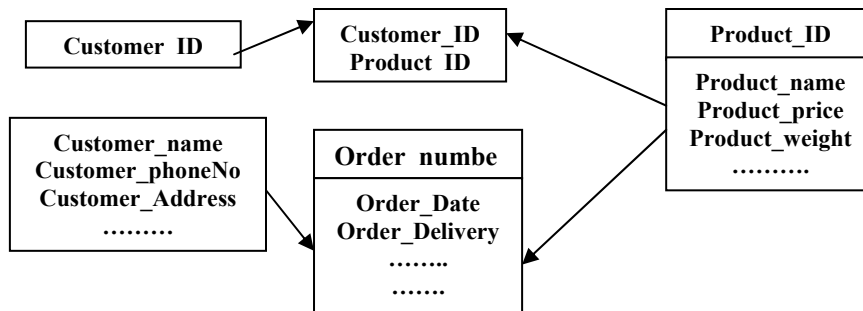 Customer ID
Customer_ID
Product ID
Product_ID
Product_name
Product_price
Product_weight
……….
Customer_name
Customer_phoneNo
Customer_Address
………
Order numbe
Order_Date
Order_Delivery
……..
…….